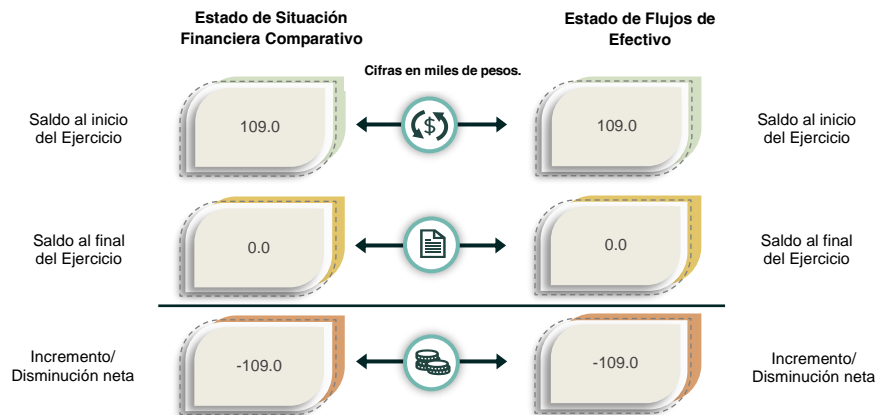 Estado de Situación
Financiera Comparativo
Estado de Flujos de
Efectivo
Cifras en miles de pesos.
Saldo al inicio
del Ejercicio
109.0
$
109.0
Saldo al inicio
del Ejercicio
Saldo al final
del Ejercicio
0.0
0.0
Saldo al final
del Ejercicio
Incremento/
Disminución neta
-109.0
-109.0
Incremento/
Disminución neta